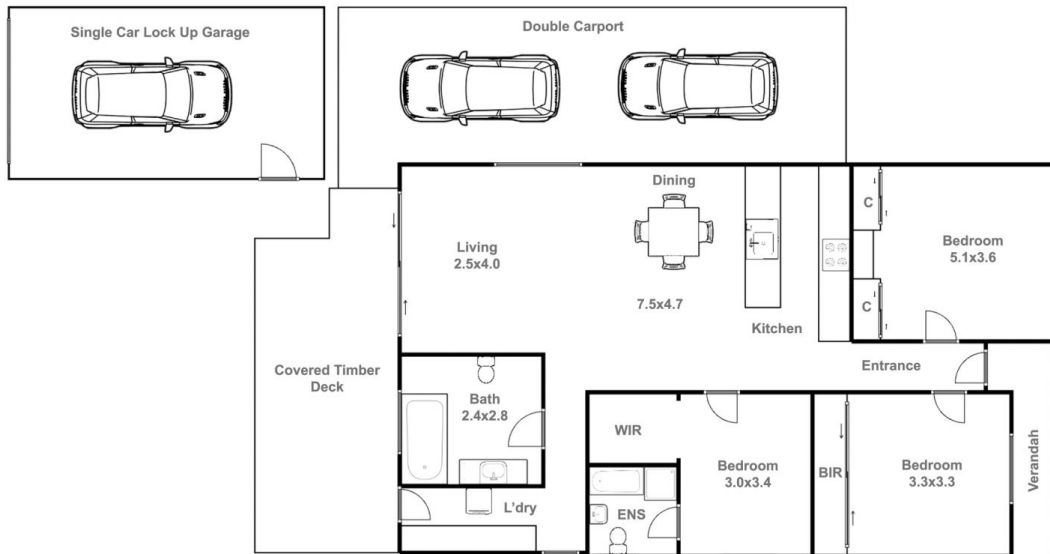 Single Car Lock Up Garage
Double Carport
Dining
C
Living
2.5x4.0
Bedroom
5.1x3.6
7.5x4.7
C
Kitchen
Entrance
Covered Timber
Deck
Bath
2.4x2.8
WIR
Bedroom
3.0x3.4
BIR
Bedroom
3.3x3.3
Verandah
L'dry
ENS